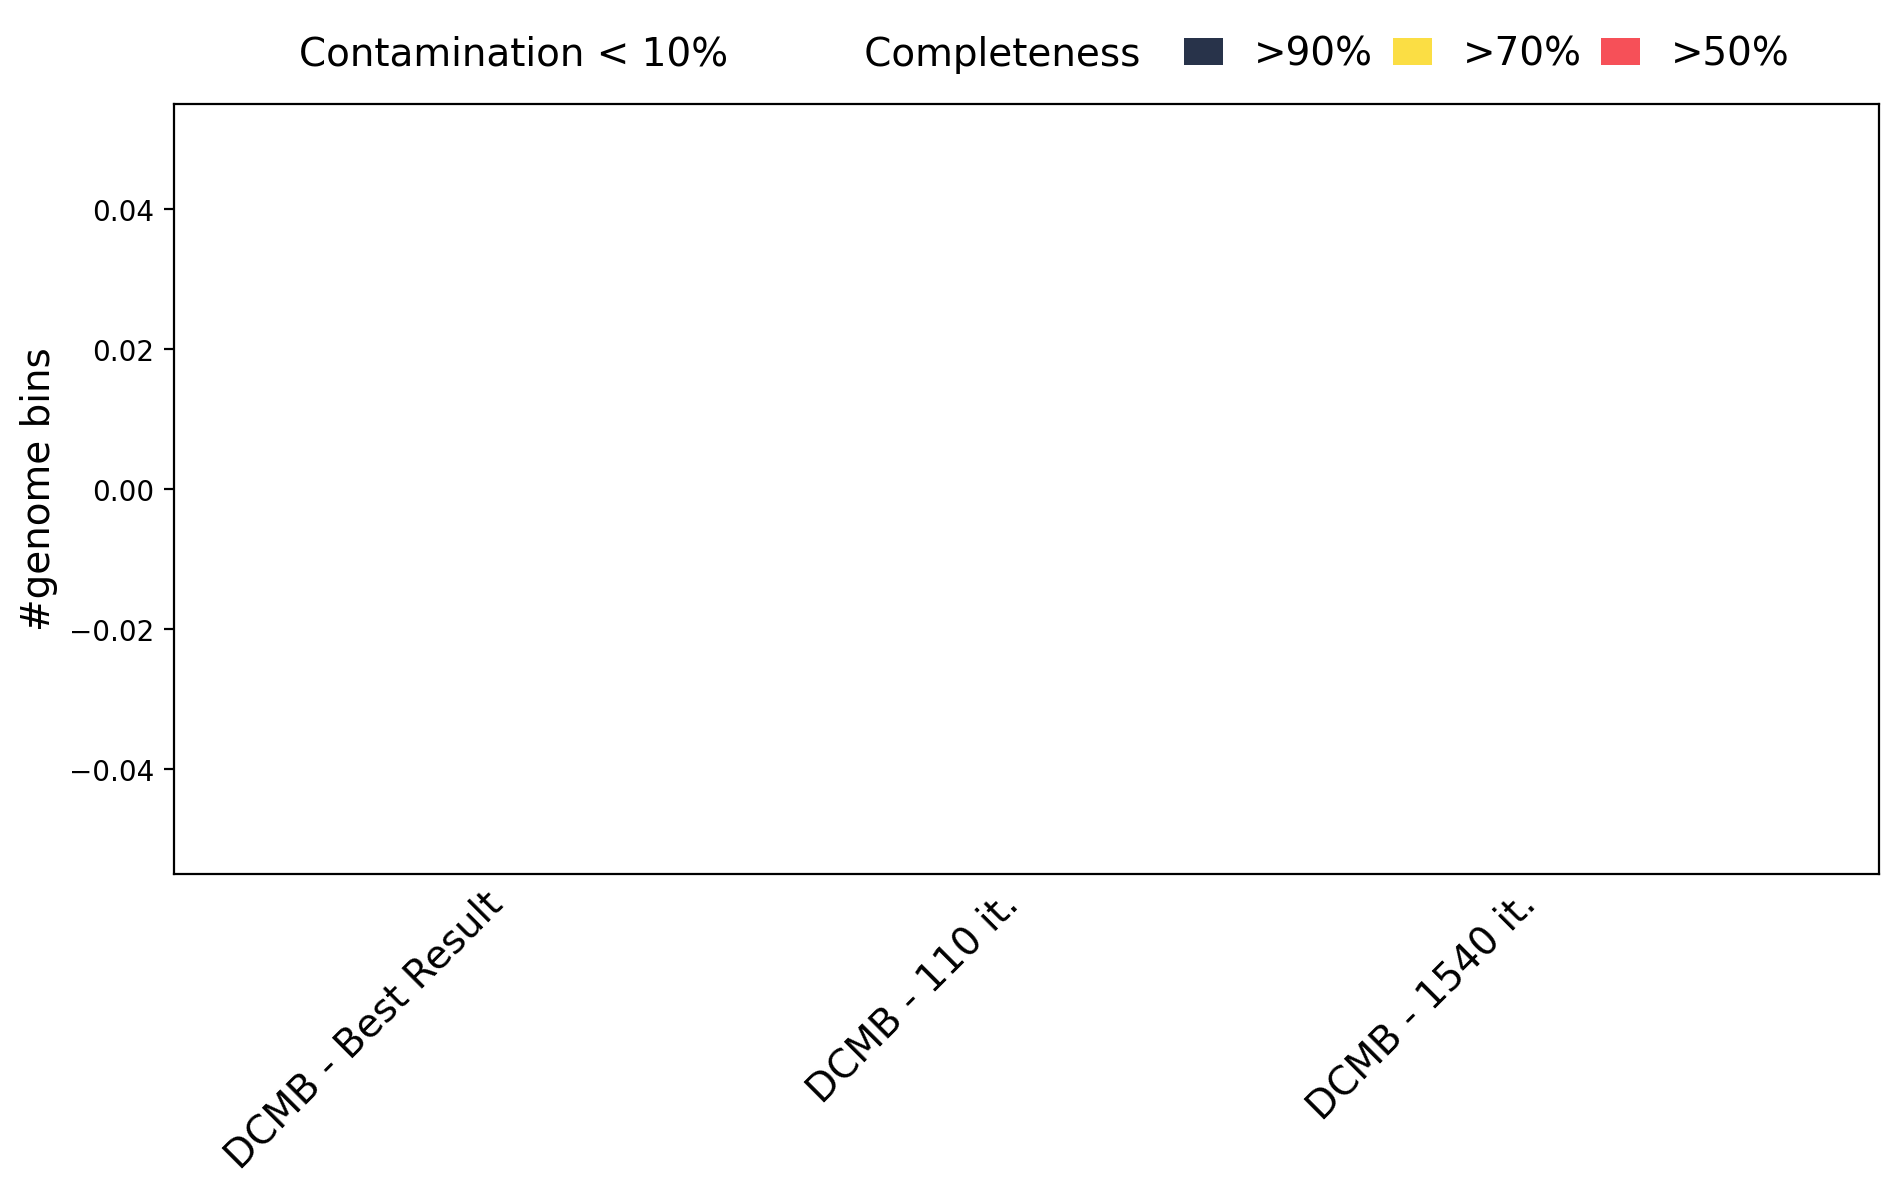 Contamination < 10% Completeness >90% >70% >50%
#genome bins
0.04
0.02
0.00
−0.02
−0.04
DCMB - Best Result
DCMB - 110 it.
DCMB - 1540 it.